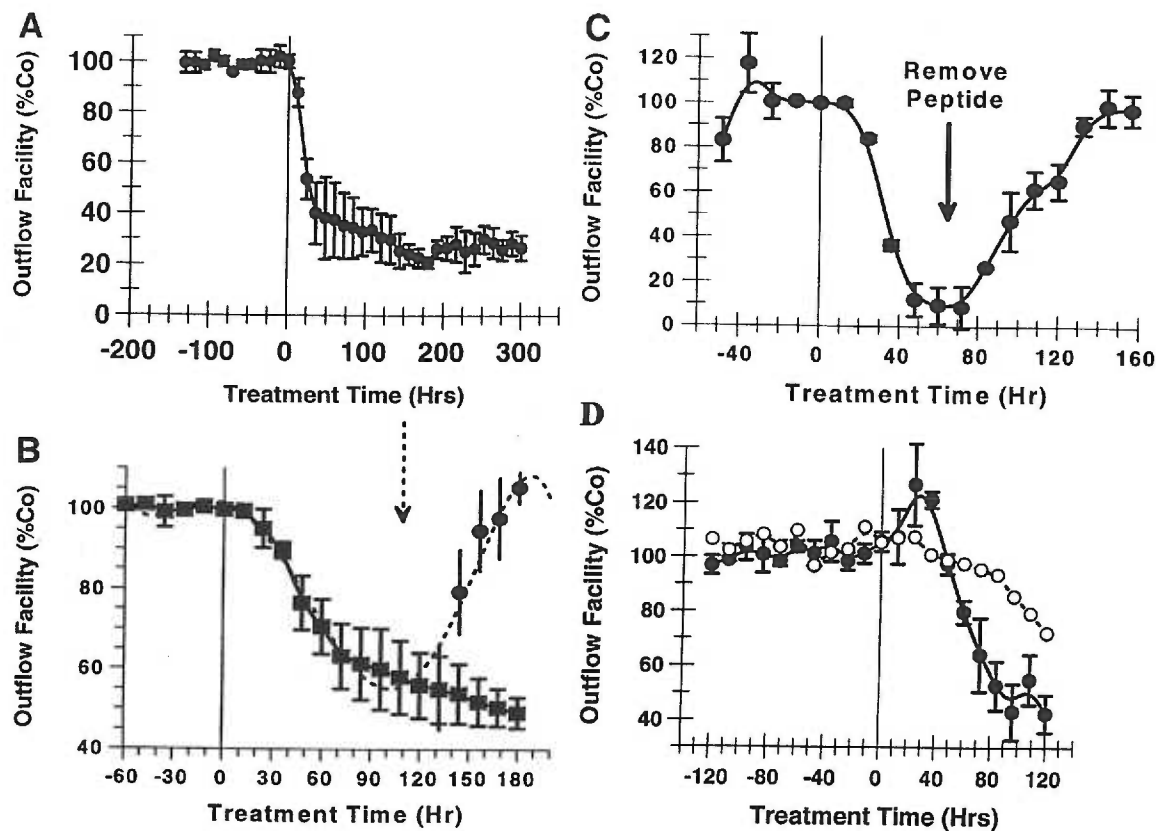 A
Outflow Facility (%Co)
100
80
60
40
20
0
-200 -100 0 100 200 300
Treatment Time (Hrs)
C
Outflow Facility (%Co)
120
100
80
60
40
20
0
Remove
Peptide
-40 0 40 80 120 160
Treatment Time (Hr)
B
Outflow Facility (%Co)
100
80
60
40
-60 -30 0 30 60 90 120 150 180
Treatment Time (Hr)
D
Outflow Facility (%Co)
140
120
100
80
60
40
-120 -80 -40 0 40 80 120
Treatment Time (Hrs)